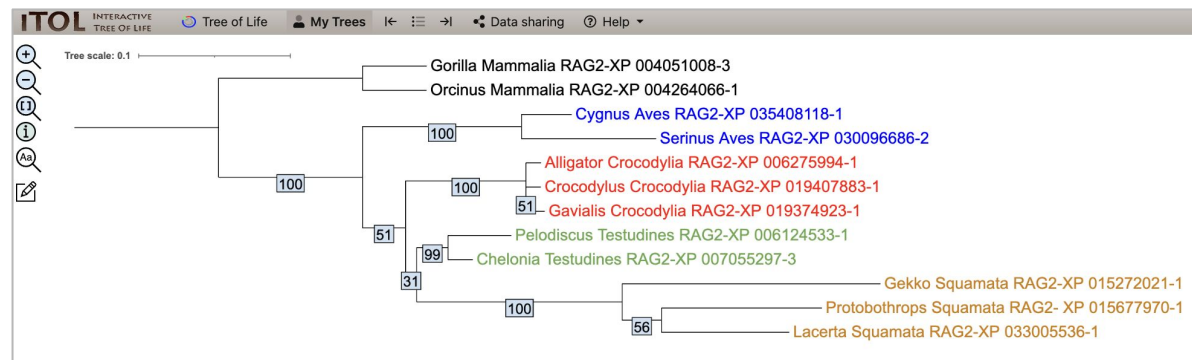 iTOL INTERACTIVE TREE OF LIFE Tree of Life My Trees Data sharing ? Help
Tree scale: 0.1
Gorilla Mammalia RAG2-XP 004051008-3
Orcinus Mammalia RAG2-XP 004264066-1
Cygnus Aves RAG2-XP 035408118-1
100
Serinus Aves RAG2-XP 030096686-2
Alligator Crocodylia RAG2-XP 006275994-1
100
100
Crocodylus Crocodylia RAG2-XP 019407883-1
51
Gavialis Crocodylia RAG2-XP 019374923-1
51
Pelodiscus Testudines RAG2-XP 006124533-1
99
Chelonia Testudines RAG2-XP 007055297-3
31
Gekko Squamata RAG2-XP 015272021-1
100
Protobothrops Squamata RAG2- XP 015677970-1
56
Lacerta Squamata RAG2-XP 033005536-1
i
Aa